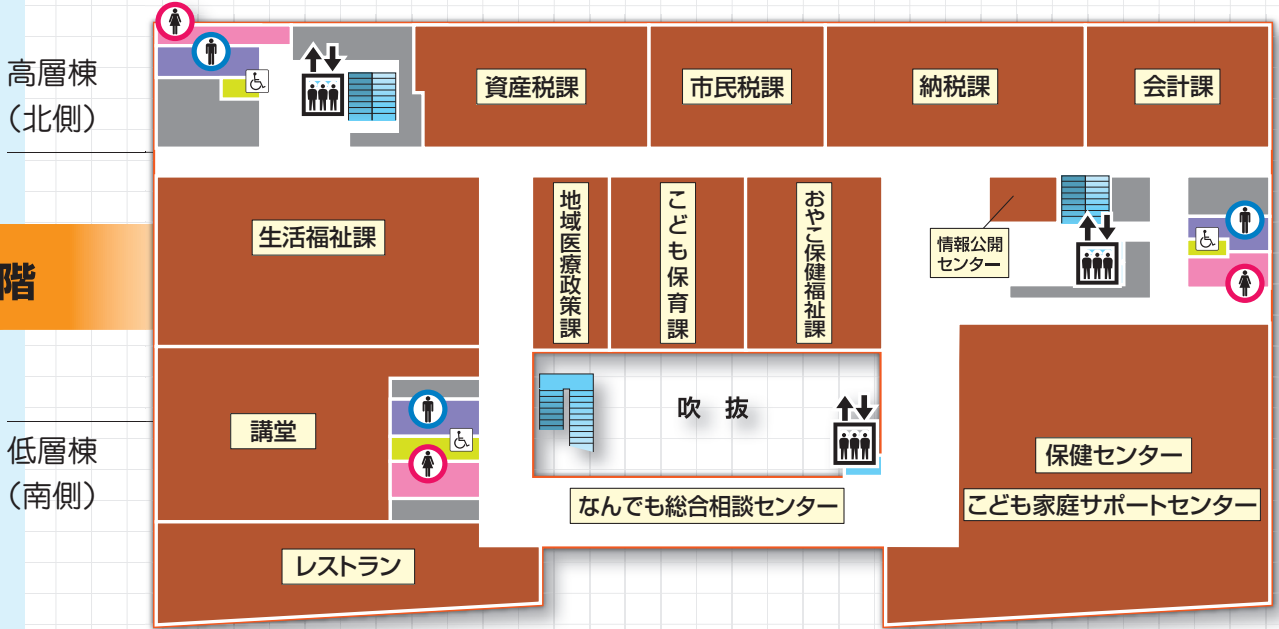 高層棟
（北側）
資産税課
市民税課
納税課
会計課
生活福祉課
地域医療政策課
こども保育課
おやこ保健福祉課
情報公開
センター
階
講堂
吹 抜
低層棟
（南側）
保健センター
なんでも総合相談センター
こども家庭サポートセンター
レストラン